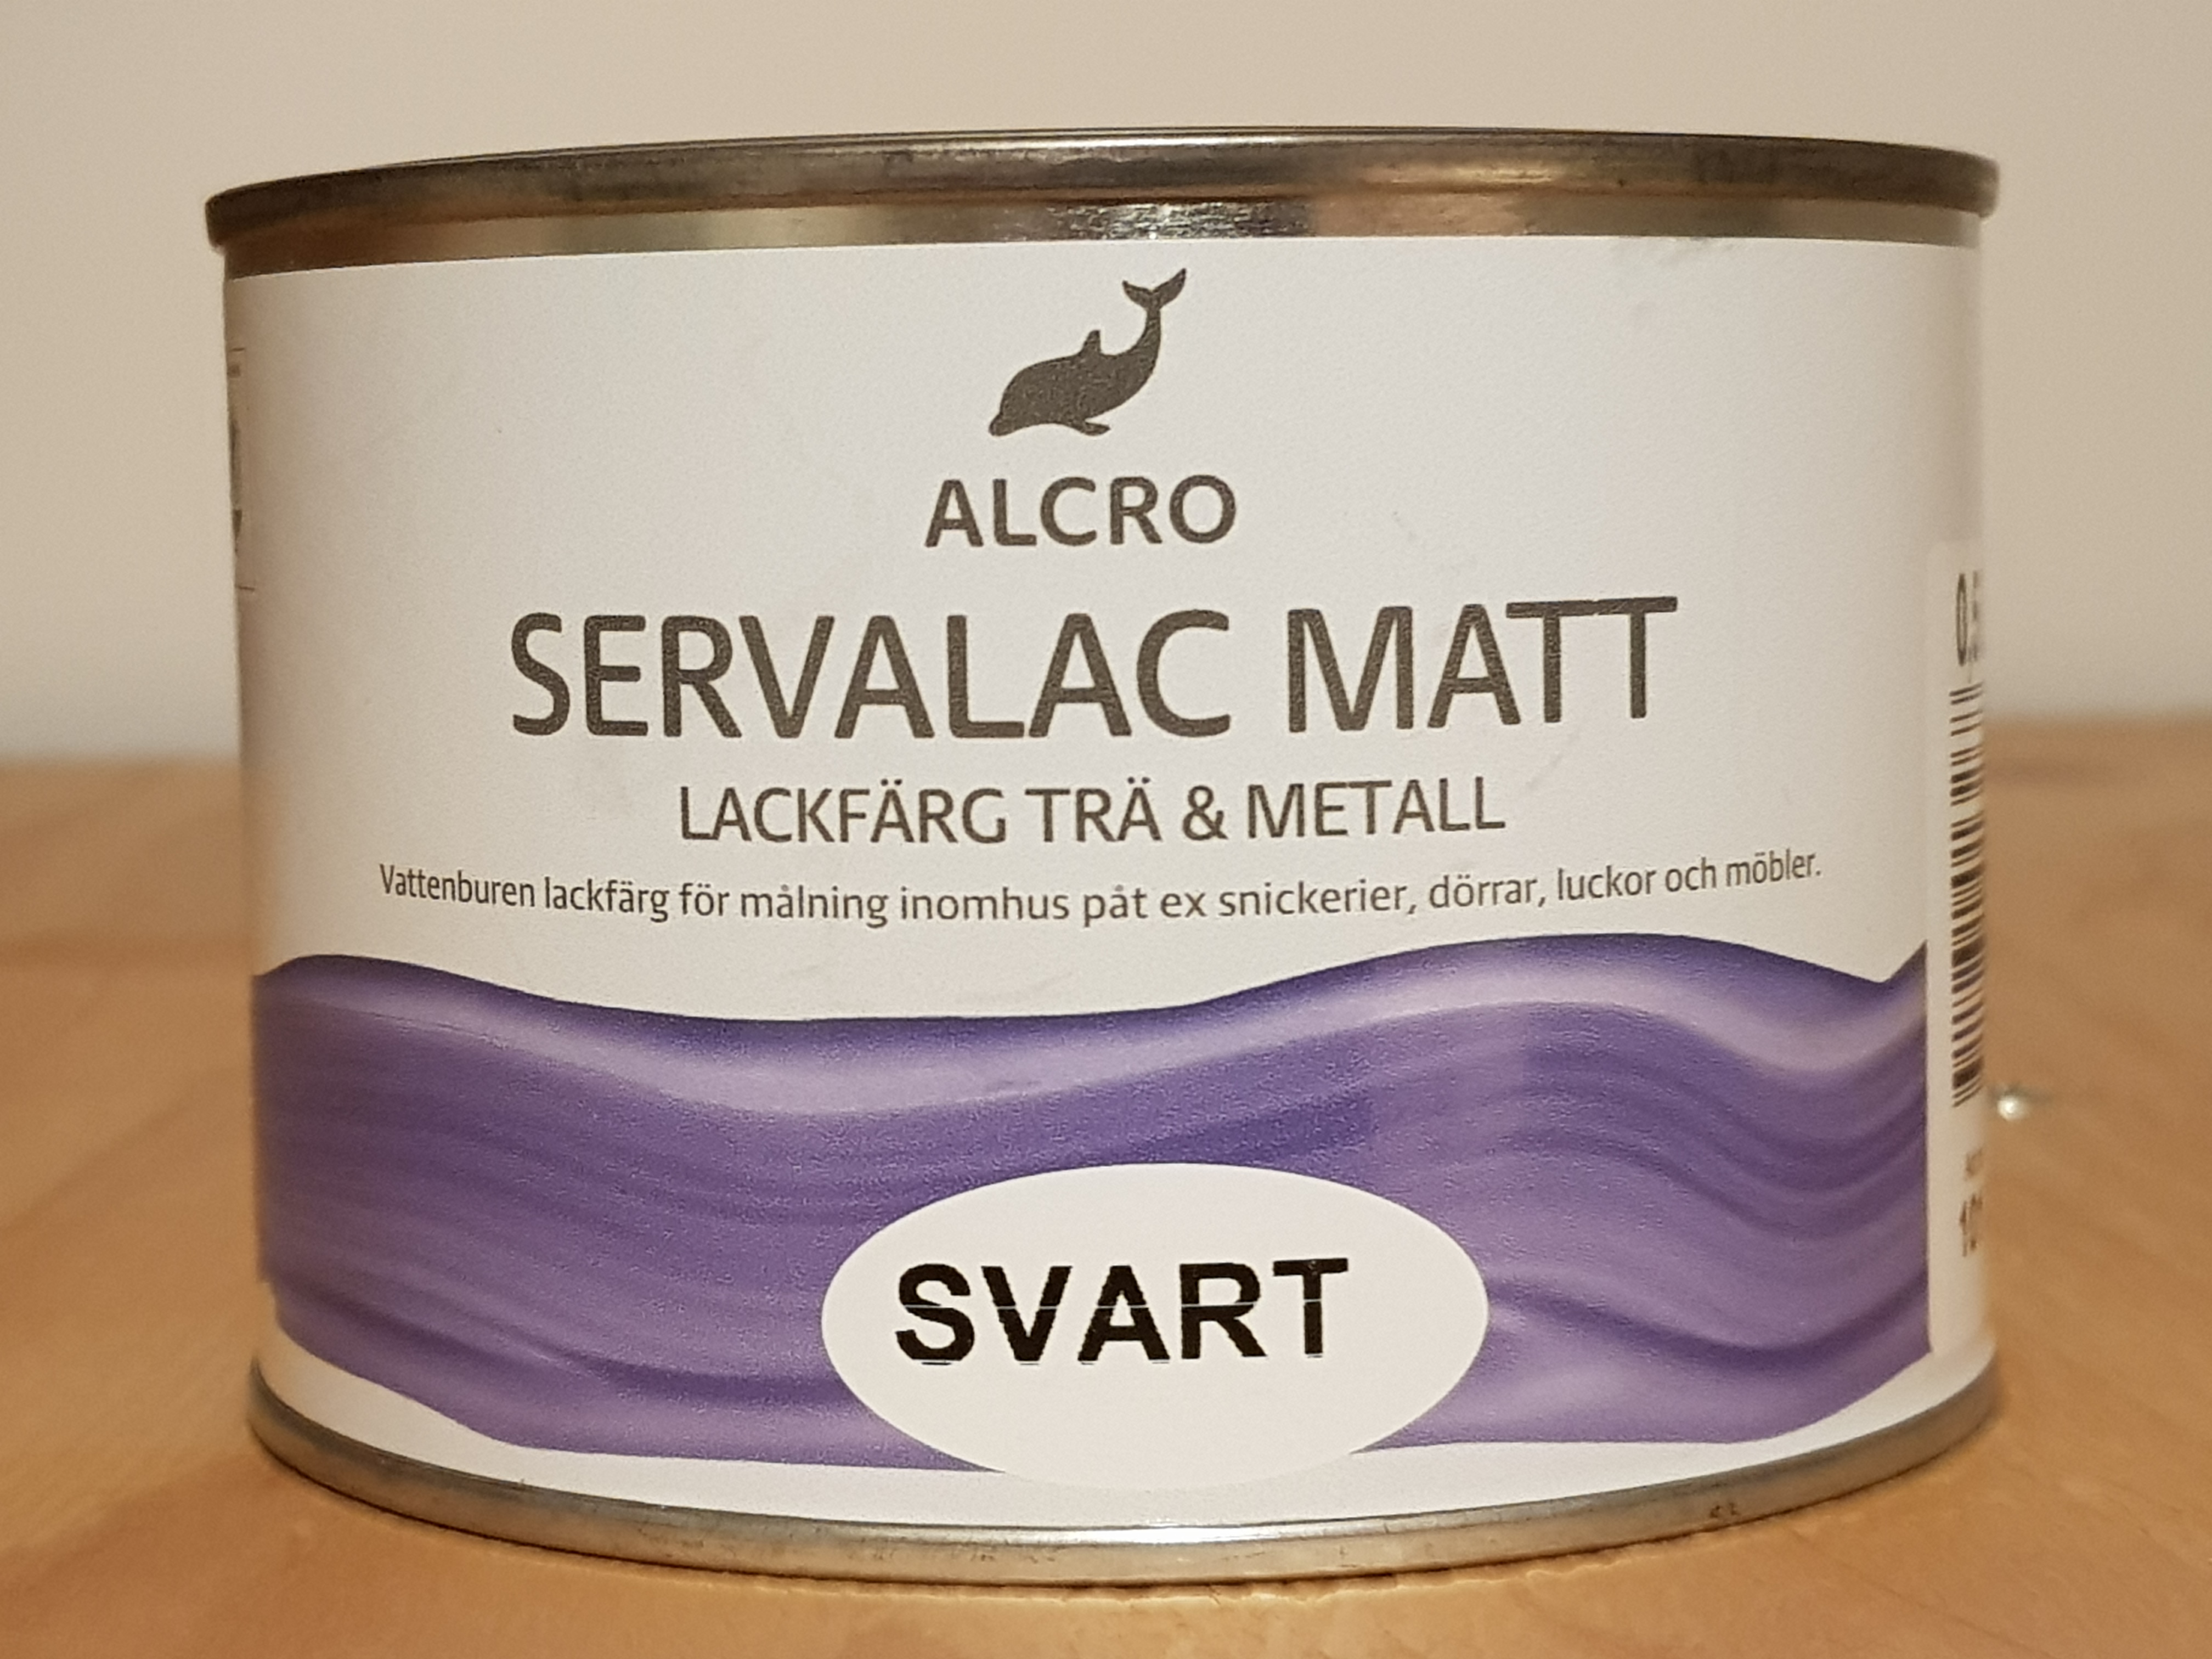 ALCRO
SERVALAC MATT
LACKFÄRG TRÄ & METALL
Vattenburen lackfärg för målning inomhus påt ex snickerier, dörrar, luckor och möbler.
SVART